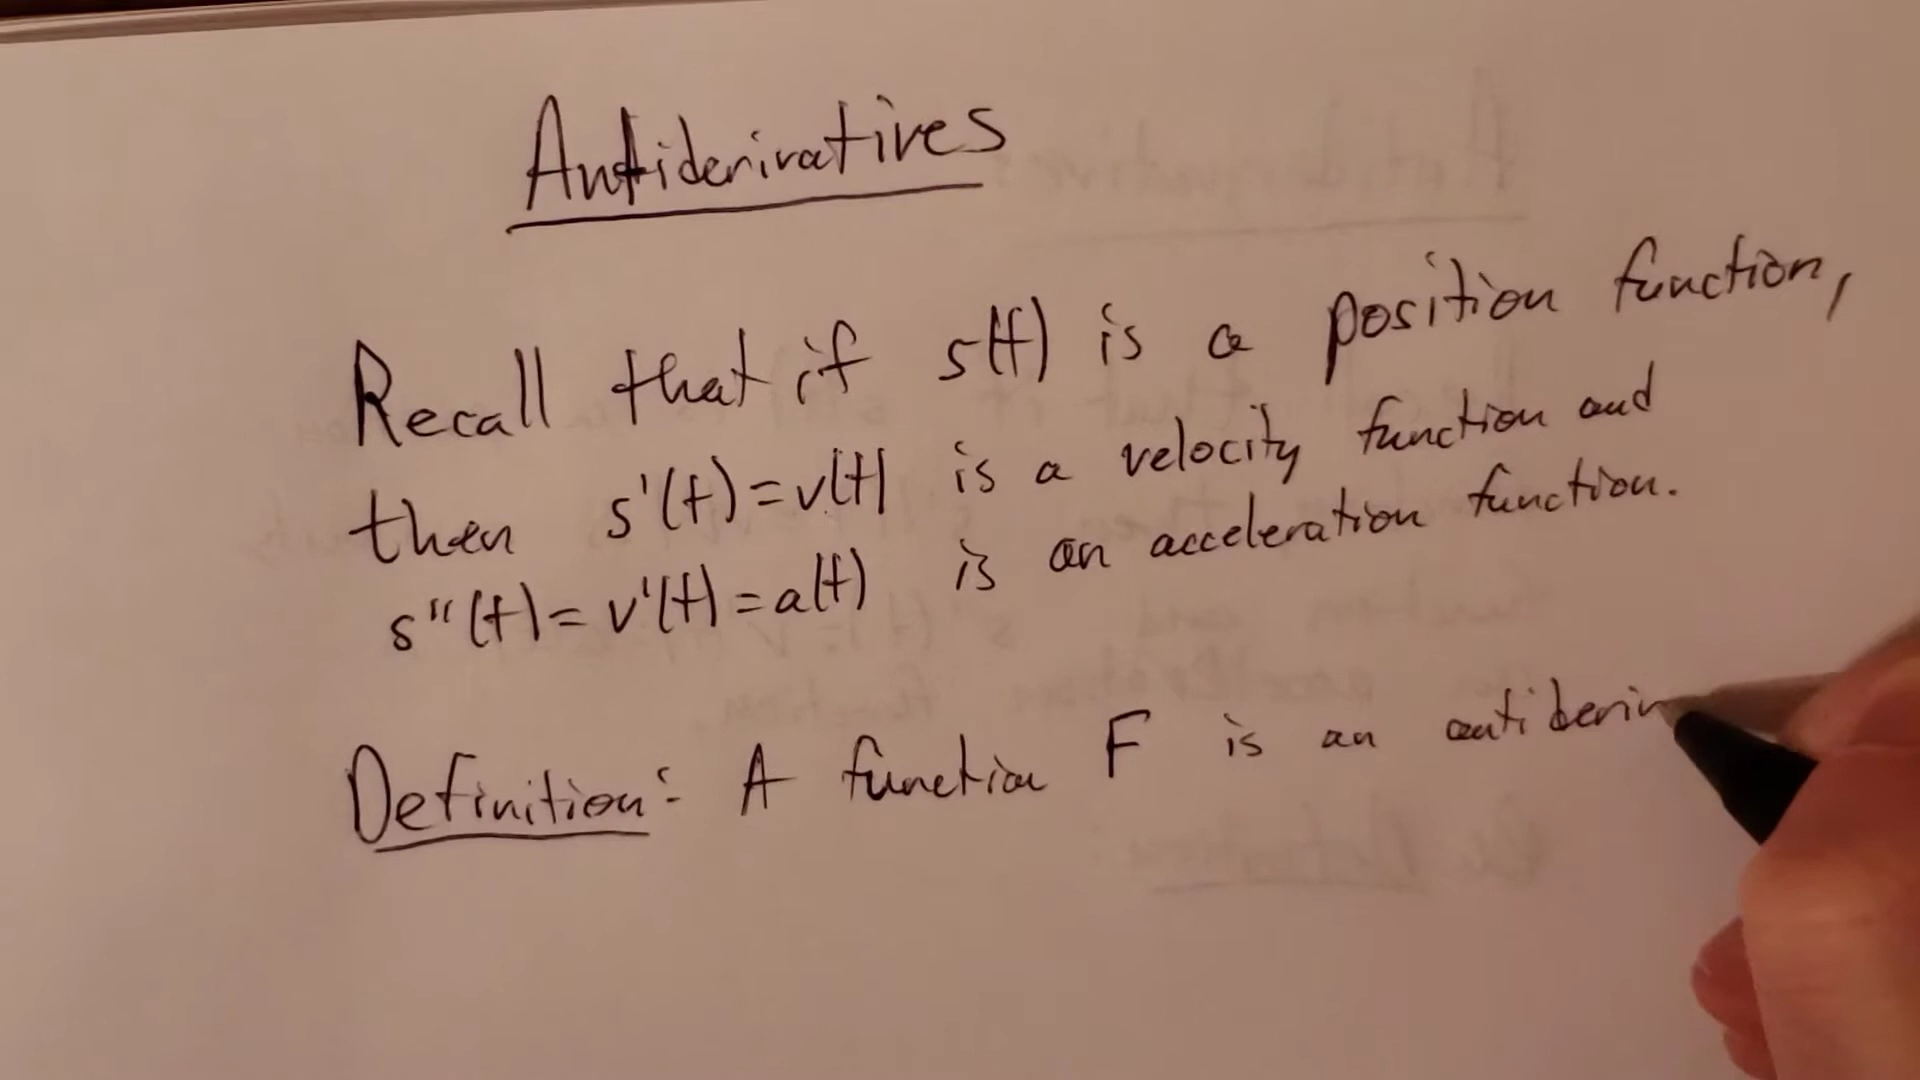 Antiderivatives
Recall that if s(t) is a position function,
then s'(t) = v(t) is a velocity function and
s"(t) = v'(t) = a(t) is an acceleration function.
Definition: A function F is an antideriv